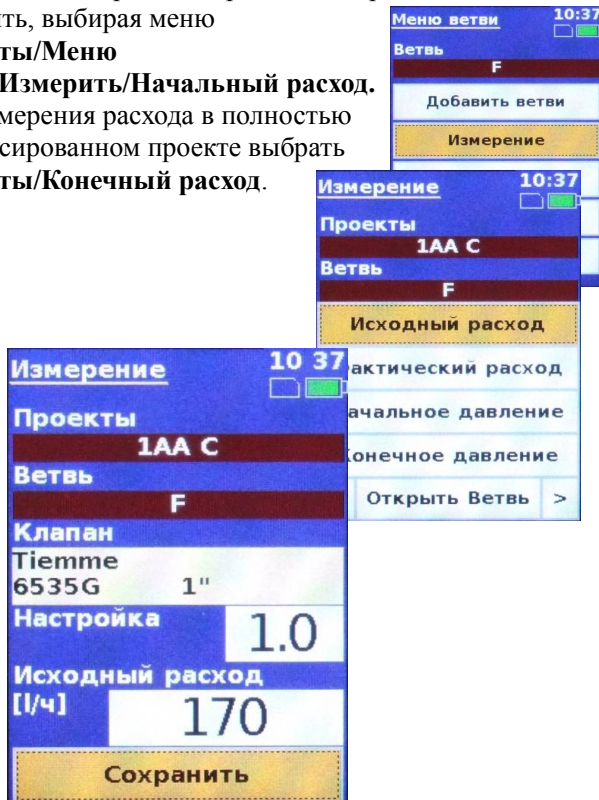 ить, выбирая меню
ты/Меню
Измерить/Начальный расход.
мерения расхода в полностью
сированном проекте выбрать
ты/Конечный расход.
Меню ветви 10:37
Ветвь
F
Добавить ветви
Измерение
Измерение 10:37
Проекты
1AA C
Ветвь
F
Исходный расход
актический расход
ачальное давление
онечное давление
Открыть Ветвь >
Измерение 10 37
Проекты
1AA C
Ветвь
F
Клапан
Tiemme
6535G 1"
Настройка 1.0
Исходный расход
[l/ч] 170
Сохранить